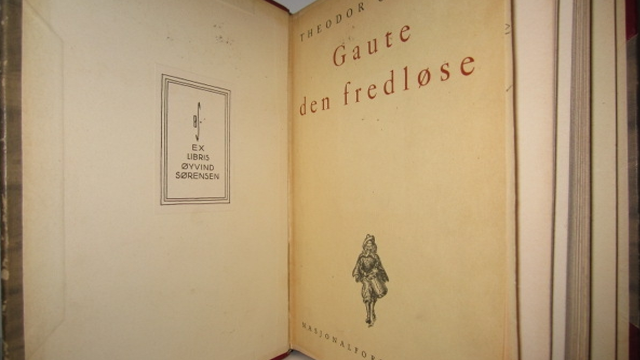 EX
LIBRIS
ØYVIND
SØRENSEN
THEODOR
Gaute
den fredløse